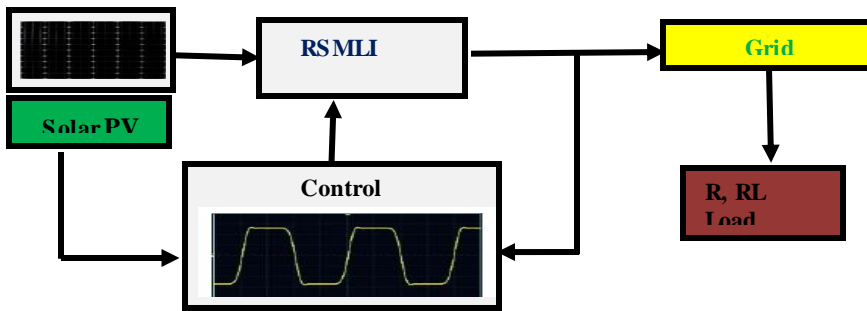 RSMLI
Grid
Solar PV
Control
R, RL
Load